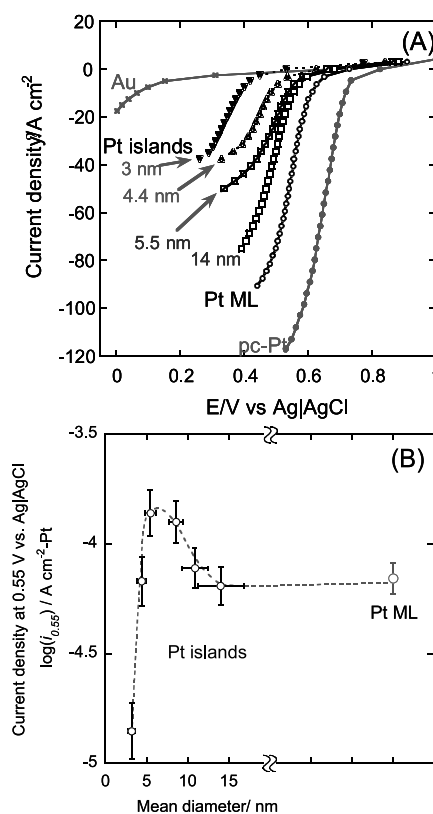 (A)
20
0
-20
-40
-60
-80
-100
-120
Current density/A cm⁻²
Au
Pt islands
3 nm
4.4 nm
5.5 nm
14 nm
Pt ML
pc-Pt
0 0.2 0.4 0.6 0.8
E/V vs Ag|AgCl
(B)
-3.5
-4
-4.5
-5
Current density at 0.55 V vs. Ag|AgCl
log(i0.55) / A cm⁻²-Pt
Pt ML
Pt islands
0 5 10 15
Mean diameter/ nm